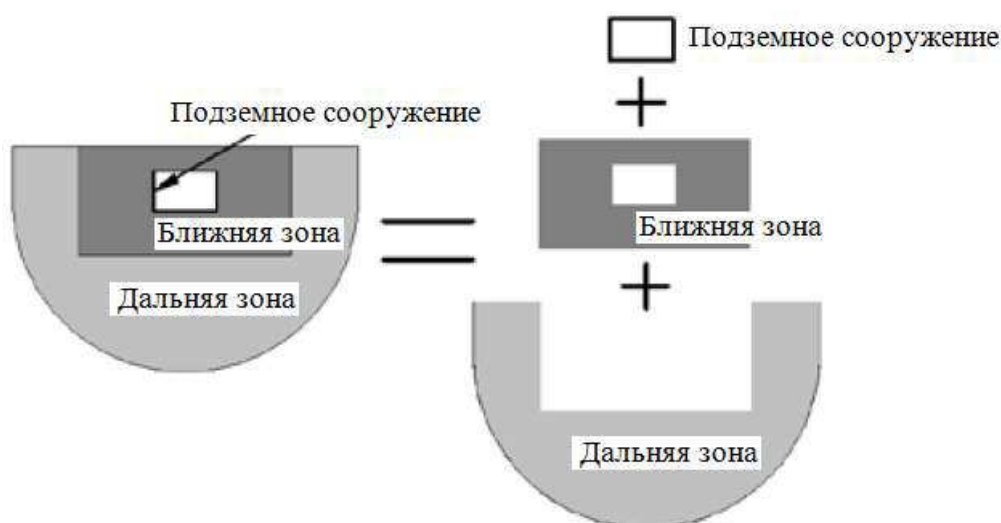 Подземное сооружение
Подземное сооружение
Ближняя зона
Ближняя зона
Дальняя зона
Дальняя зона